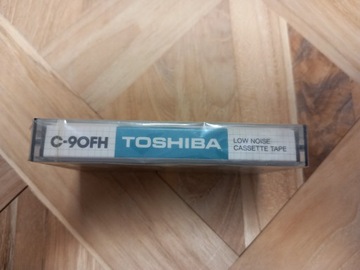 C-90FH
TOSHIBA
LOW NOISE
CASSETTE TAPE